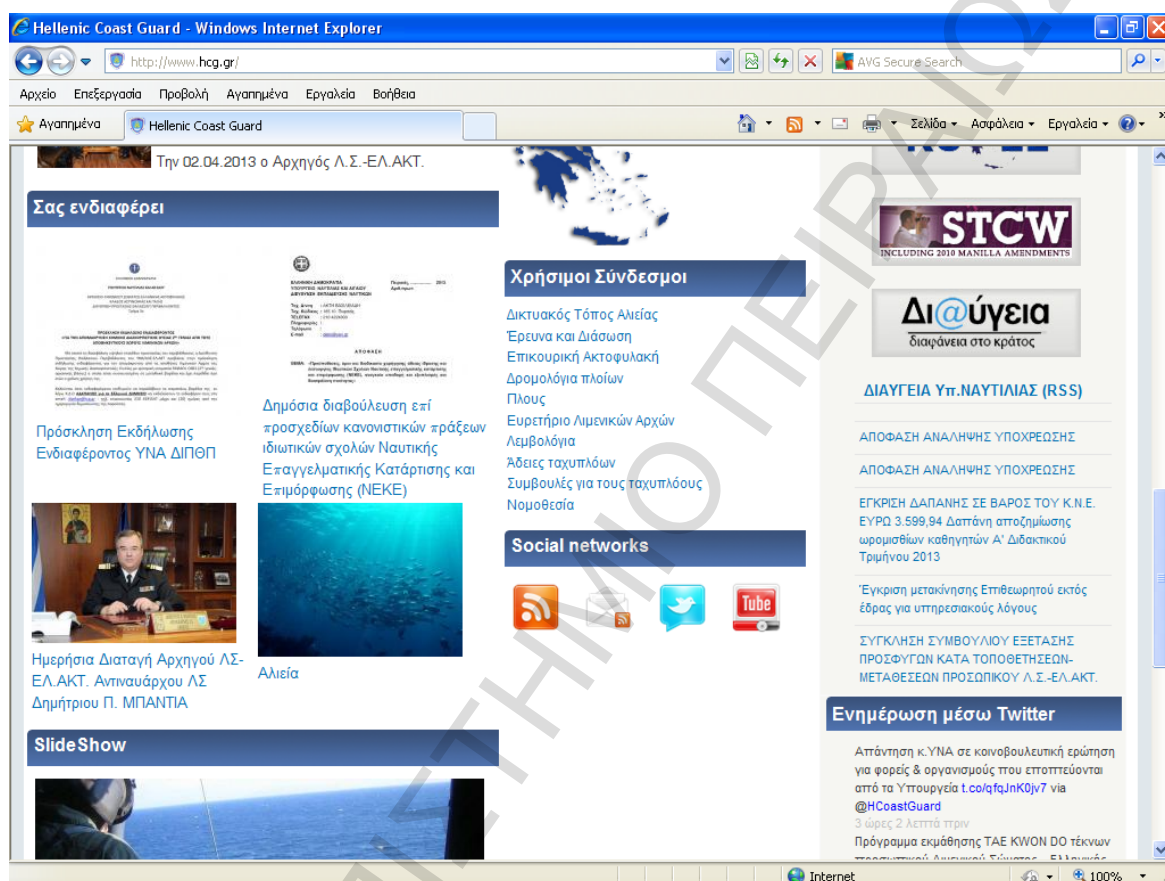 Hellenic Coast Guard - Windows Internet Explorer
http://www.hcg.gr/
AVG Secure Search
Αρχείο Επεξεργασία Προβολή Αγαπημένα Εργαλεία Βοήθεια
Αγαπημένα
Hellenic Coast Guard
Σελίδα
Ασφάλεια
Εργαλεία
Την 02.04.2013 ο Αρχηγός Λ.Σ.-ΕΛ.ΑΚΤ.
Σας ενδιαφέρει
Πρόσκληση Εκδήλωσης
Ενδιαφέροντος ΥΝΑ ΔΙΠΘΠ
ΕΛΛΗΝΙΚΗ ΔΗΜΟΚΡΑΤΙΑ
ΑΠΟΦΑΣΗ
Δημόσια διαβούλευση επί
προσχεδίων κανονιστικών πράξεων
ιδιωτικών σχολών Ναυτικής
Επαγγελματικής Κατάρτισης και
Επιμόρφωσης (ΝΕΚΕ)
Ημερήσια Διαταγή Αρχηγού ΛΣ-
ΕΛ.ΑΚΤ. Αντιναυάρχου ΛΣ
Δημήτριου Π. ΜΠΑΝΤΙΑ
Αλιεία
SlideShow
Χρήσιμοι Σύνδεσμοι
Δικτυακός Τόπος Αλιείας
Έρευνα και Διάσωση
Επικουρική Ακτοφυλακή
Δρομολόγια πλοίων
Πλους
Ευρετήριο Λιμενικών Αρχών
Λεμβολόγια
Άδειες ταχυπλόων
Συμβουλές για τους ταχυπλόους
Νομοθεσία
Social networks
Tube
STCW
INCLUDING 2010 MANILLA AMENDMENTS
Δι@ύγεια
διαφάνεια στο κράτος
ΔΙΑΥΓΕΙΑ Υπ.ΝΑΥΤΙΛΙΑΣ (RSS)
ΑΠΟΦΑΣΗ ΑΝΑΛΗΨΗΣ ΥΠΟΧΡΕΩΣΗΣ
ΑΠΟΦΑΣΗ ΑΝΑΛΗΨΗΣ ΥΠΟΧΡΕΩΣΗΣ
ΕΓΚΡΙΣΗ ΔΑΠΑΝΗΣ ΣΕ ΒΑΡΟΣ ΤΟΥ Κ.Ν.Ε.
ΕΥΡΩ 3.599,94 Δαπάνη αποζημίωσης
ωρομισθίων καθηγητών Α' Διδακτικού
Τριμήνου 2013
Έγκριση μετακίνησης Επιθεωρητού εκτός
έδρας για υπηρεσιακούς λόγους
ΣΥΓΚΛΗΣΗ ΣΥΜΒΟΥΛΙΟΥ ΕΞΕΤΑΣΗΣ
ΠΡΟΣΦΥΓΩΝ ΚΑΤΑ ΤΟΠΟΘΕΤΗΣΕΩΝ-
ΜΕΤΑΘΕΣΕΩΝ ΠΡΟΣΩΠΙΚΟΥ Λ.Σ.-ΕΛ.ΑΚΤ.
Ενημέρωση μέσω Twitter
Απάντηση κ.ΥΝΑ σε κοινοβουλευτική ερώτηση
για φορείς & οργανισμούς που εποπτεύονται
από τα Υπουργεία t.co/qfqJnK0jv7 via
@HCoastGuard
3 ώρες 2 λεπτά πριν
Πρόγραμμα εκμάθησης TAE KWON DO τέκνων
Internet
100%